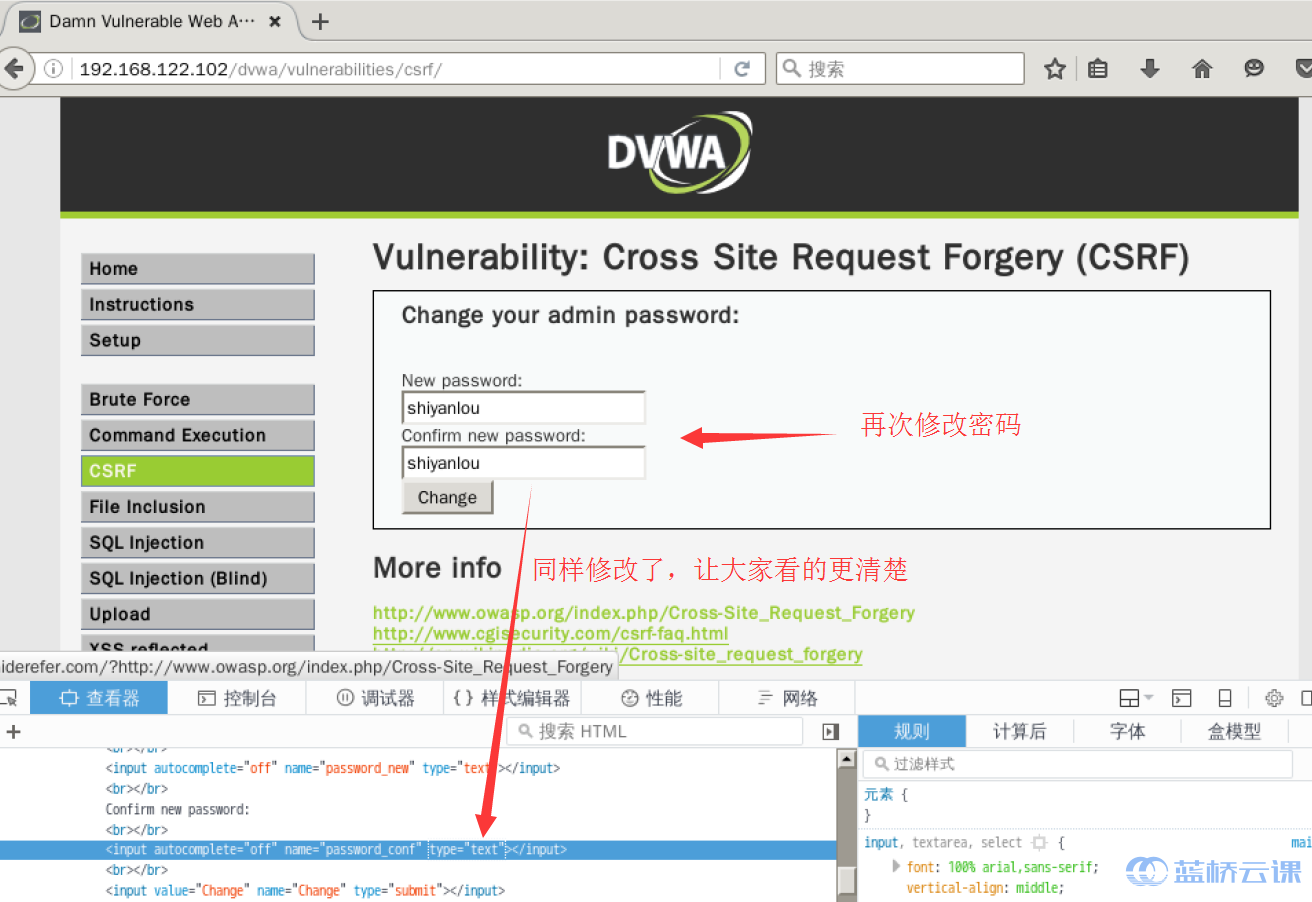 Damn Vulnerable Web A···
192.168.122.102/dvwa/vulnerabilities/csrf/
搜索
DVWA
Home
Instructions
Setup
Brute Force
Command Execution
CSRF
File Inclusion
SQL Injection
SQL Injection (Blind)
Upload
XSS reflected
Vulnerability: Cross Site Request Forgery (CSRF)
Change your admin password:
New password:
shiyanlou
Confirm new password:
shiyanlou
Change
再次修改密码
More info
同样修改了，让大家看的更清楚
http://www.owasp.org/index.php/Cross-Site_Request_Forgery
http://www.cgisecurity.com/csrf-faq.html
/Cross-site_request_forgery
iderefer.com/?http://www.owasp.org/index.php/Cross-Site_Request_Forgery
查看器
控制台
调试器
{ } 样式编辑器
性能
网络
搜索 HTML
<br></br>
<input autocomplete="off" name="password_new" type="text"></input>
<br></br>
Confirm new password:
<br></br>
<input autocomplete="off" name="password_conf" type="text"></input>
<br></br>
<input value="Change" name="Change" type="submit"></input>
规则
计算后
字体
盒模型
过滤样式
元素 {
}
input, textarea, select {
mai
font: 100% arial,sans-serif;
vertical-align: middle;
蓝桥云课